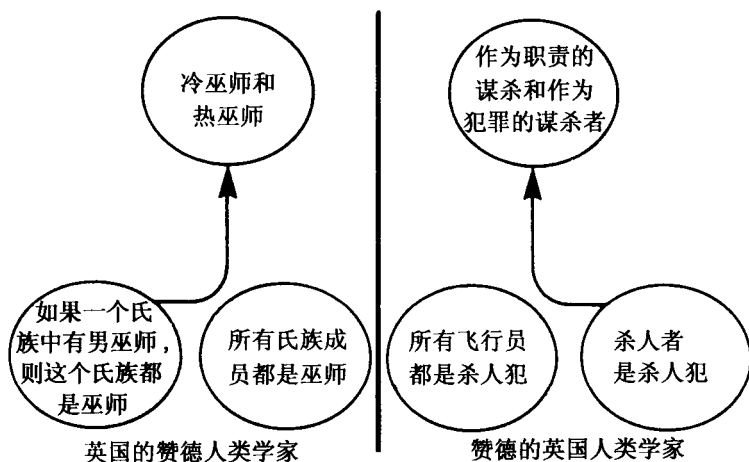 冷巫师和
热巫师
作为职责的
谋杀和作为
犯罪的谋杀者
如果一个氏
族中有男巫师，
则这个氏族都
是巫师
所有氏族成
员都是巫师
所有飞行员
都是杀人犯
杀人者
是杀人犯
英国的赞德人类学家
赞德的英国人类学家